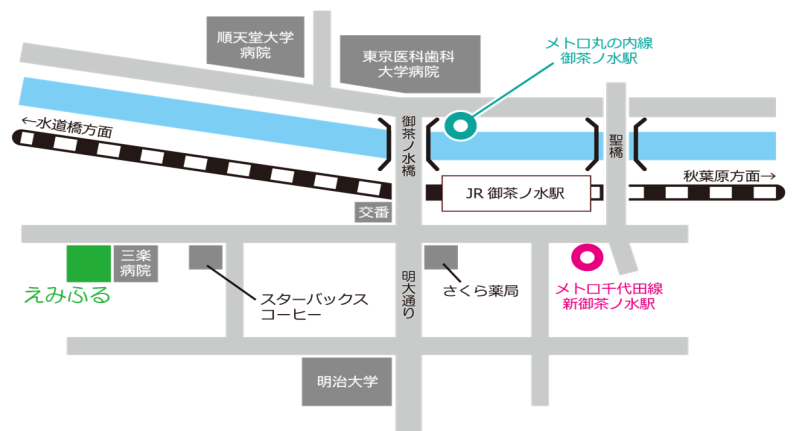 順天堂大学
病院
東京医科歯科
大学病院
メトロ丸の内線
御茶ノ水駅
←水道橋方面
御茶ノ水橋
聖橋
秋葉原方面→
JR 御茶ノ水駅
交番
三楽
病院
えみふる
スターバックス
コーヒー
明大通り
さくら薬局
メトロ千代田線
新御茶ノ水駅
明治大学